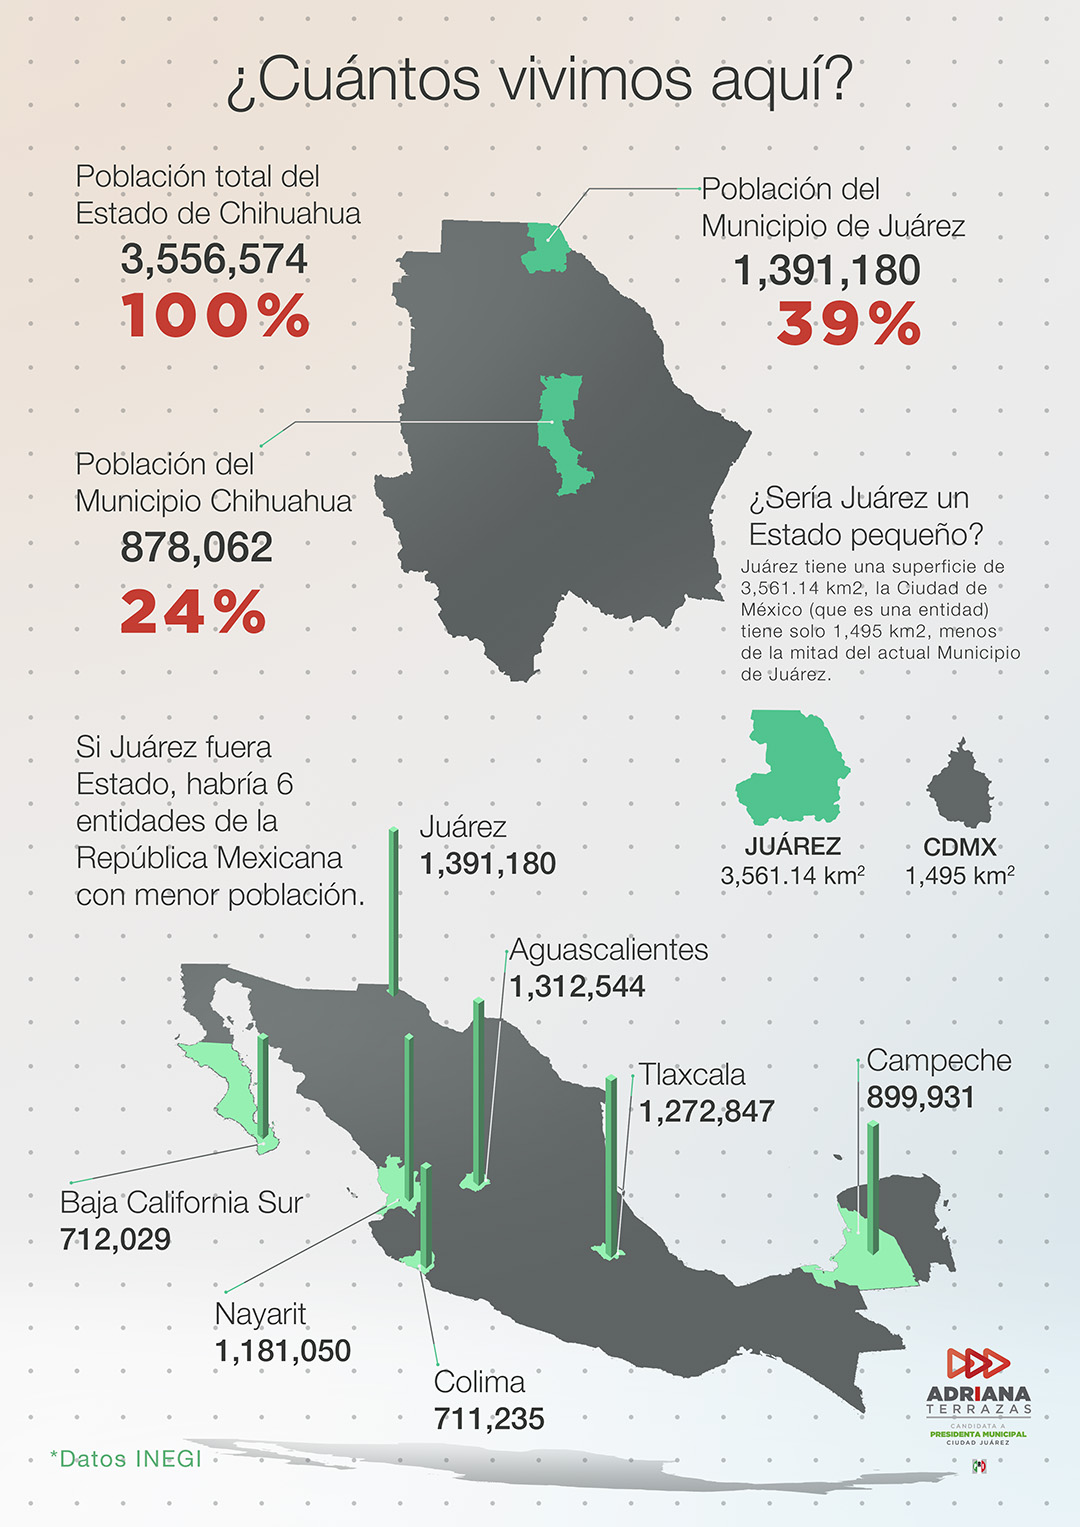 ¿Cuántos vivimos aquí?
Población total del
Estado de Chihuahua
3,556,574
100%
Población del
Municipio de Juárez
1,391,180
39%
Población del
Municipio Chihuahua
878,062
24%
¿Sería Juárez un
Estado pequeño?
Juárez tiene una superficie de
3,561.14 km2, la Ciudad de
México (que es una entidad)
tiene solo 1,495 km2, menos
de la mitad del actual Municipio
de Juárez.
JUÁREZ
3,561.14 km²
CDMX
1,495 km²
Si Juárez fuera
Estado, habría 6
entidades de la
República Mexicana
con menor población.
Juárez
1,391,180
Aguascalientes
1,312,544
Tlaxcala
1,272,847
Campeche
899,931
Baja California Sur
712,029
Nayarit
1,181,050
Colima
711,235
*Datos INEGI
ADRIANA
TERRAZAS
CANDIDATA A
PRESIDENTA MUNICIPAL
CIUDAD JUÁREZ
PRI